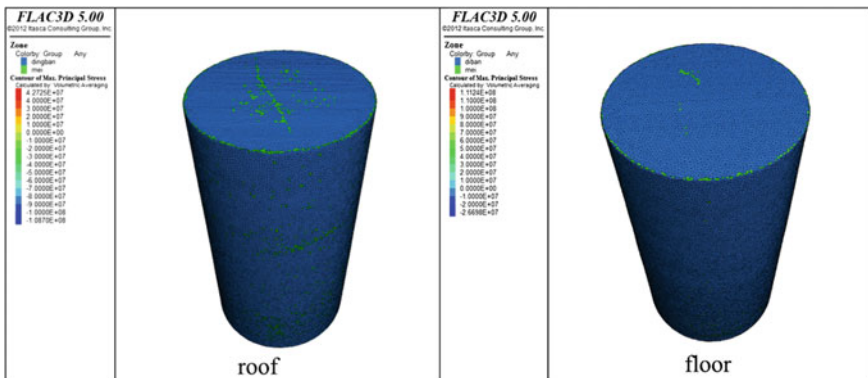 FLAC3D 5.00
©2012 Itasca Consulting Group, Inc.
Zone
Colorby: Group Any
dingban
mei
Contour of Max. Principal Stress
Calculated by: Volumetric Averaging
4.2725E+07
4.0000E+07
3.0000E+07
2.0000E+07
1.0000E+07
0.0000E+00
-1.0000E+07
-2.0000E+07
-3.0000E+07
-4.0000E+07
-5.0000E+07
-6.0000E+07
-7.0000E+07
-8.0000E+07
-9.0000E+07
-1.0000E+08
-1.0870E+08
roof
FLAC3D 5.00
©2012 Itasca Consulting Group, Inc.
Zone
Colorby: Group Any
diban
mei
Contour of Max. Principal Stress
Calculated by: Volumetric Averaging
1.1124E+08
1.1000E+08
1.0000E+08
9.0000E+07
8.0000E+07
7.0000E+07
6.0000E+07
5.0000E+07
4.0000E+07
3.0000E+07
2.0000E+07
1.0000E+07
0.0000E+00
-1.0000E+07
-2.0000E+07
-2.6698E+07
floor